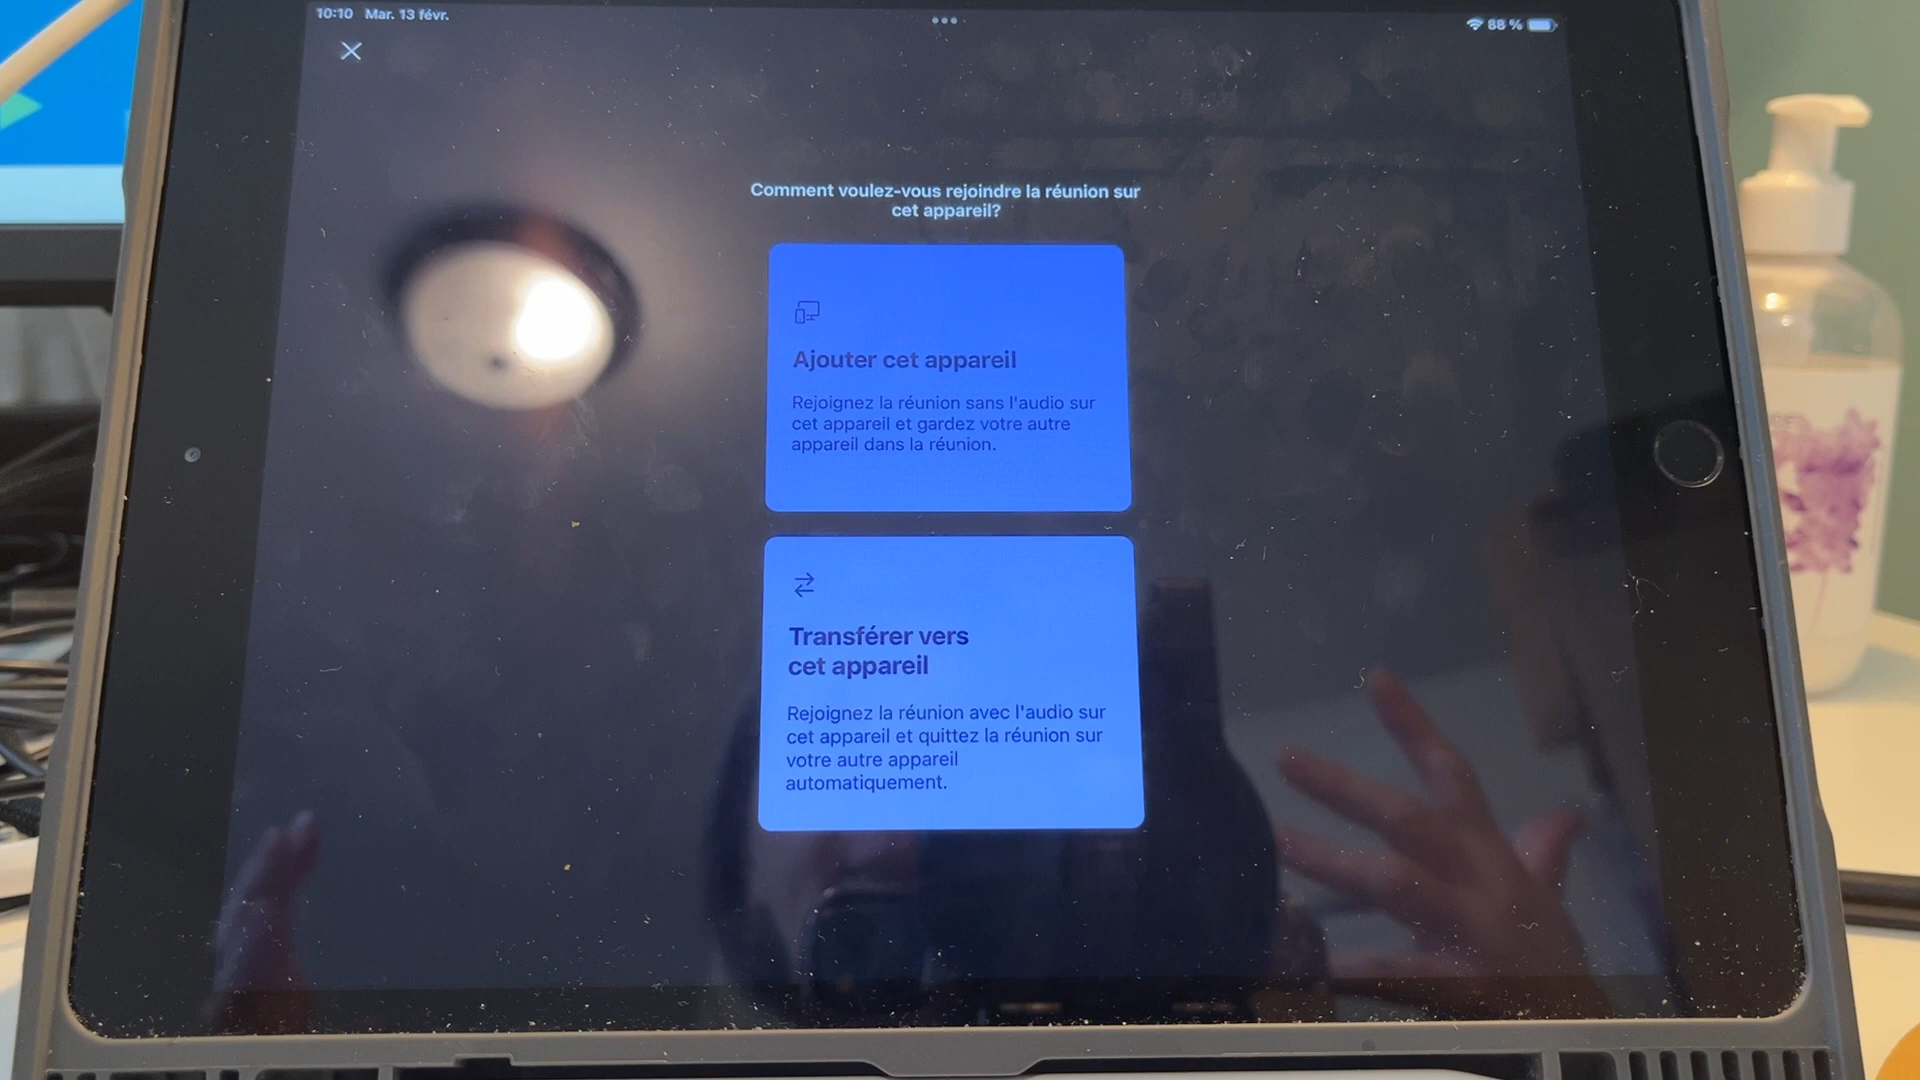 10:10 Mar. 13 févr.
88 %
Comment voulez-vous rejoindre la réunion sur
cet appareil?
Ajouter cet appareil
Rejoignez la réunion sans l'audio sur
cet appareil et gardez votre autre
appareil dans la réunion.
Transférer vers
cet appareil
Rejoignez la réunion avec l'audio sur
cet appareil et quittez la réunion sur
votre autre appareil
automatiquement.